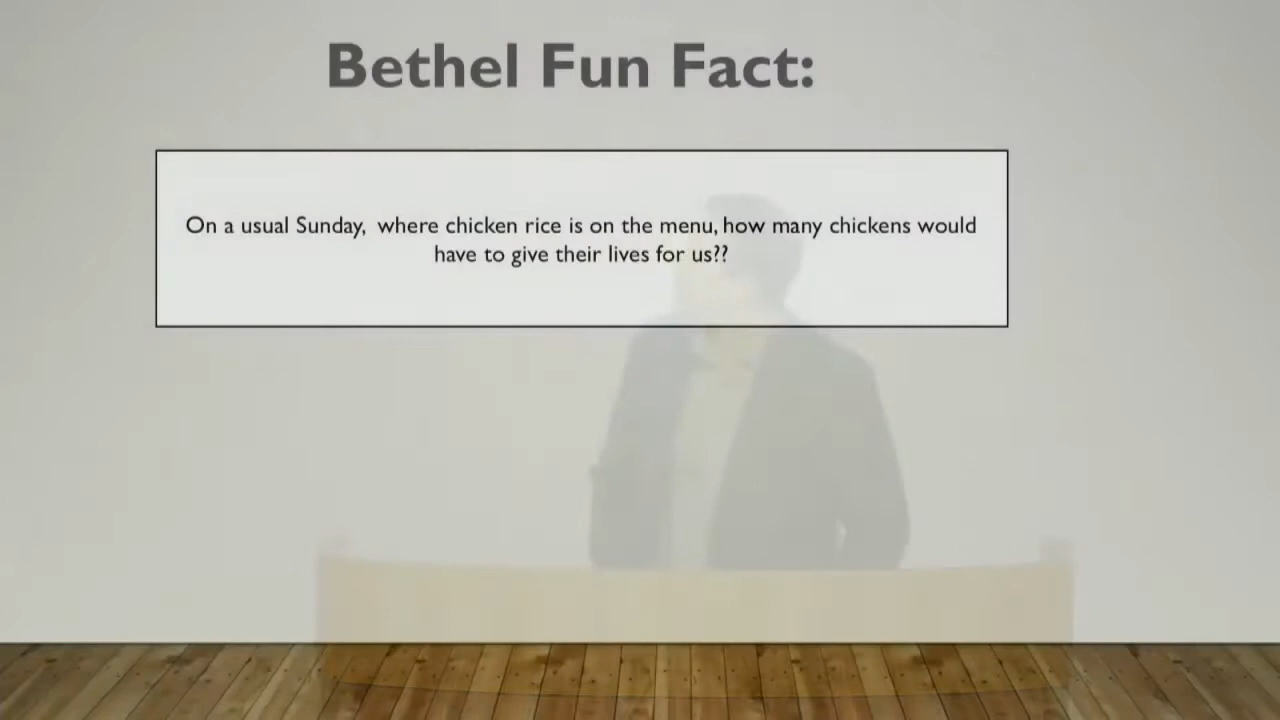 Bethel Fun Fact:
On a usual Sunday, where chicken rice is on the menu, how many chickens would
have to give their lives for us??